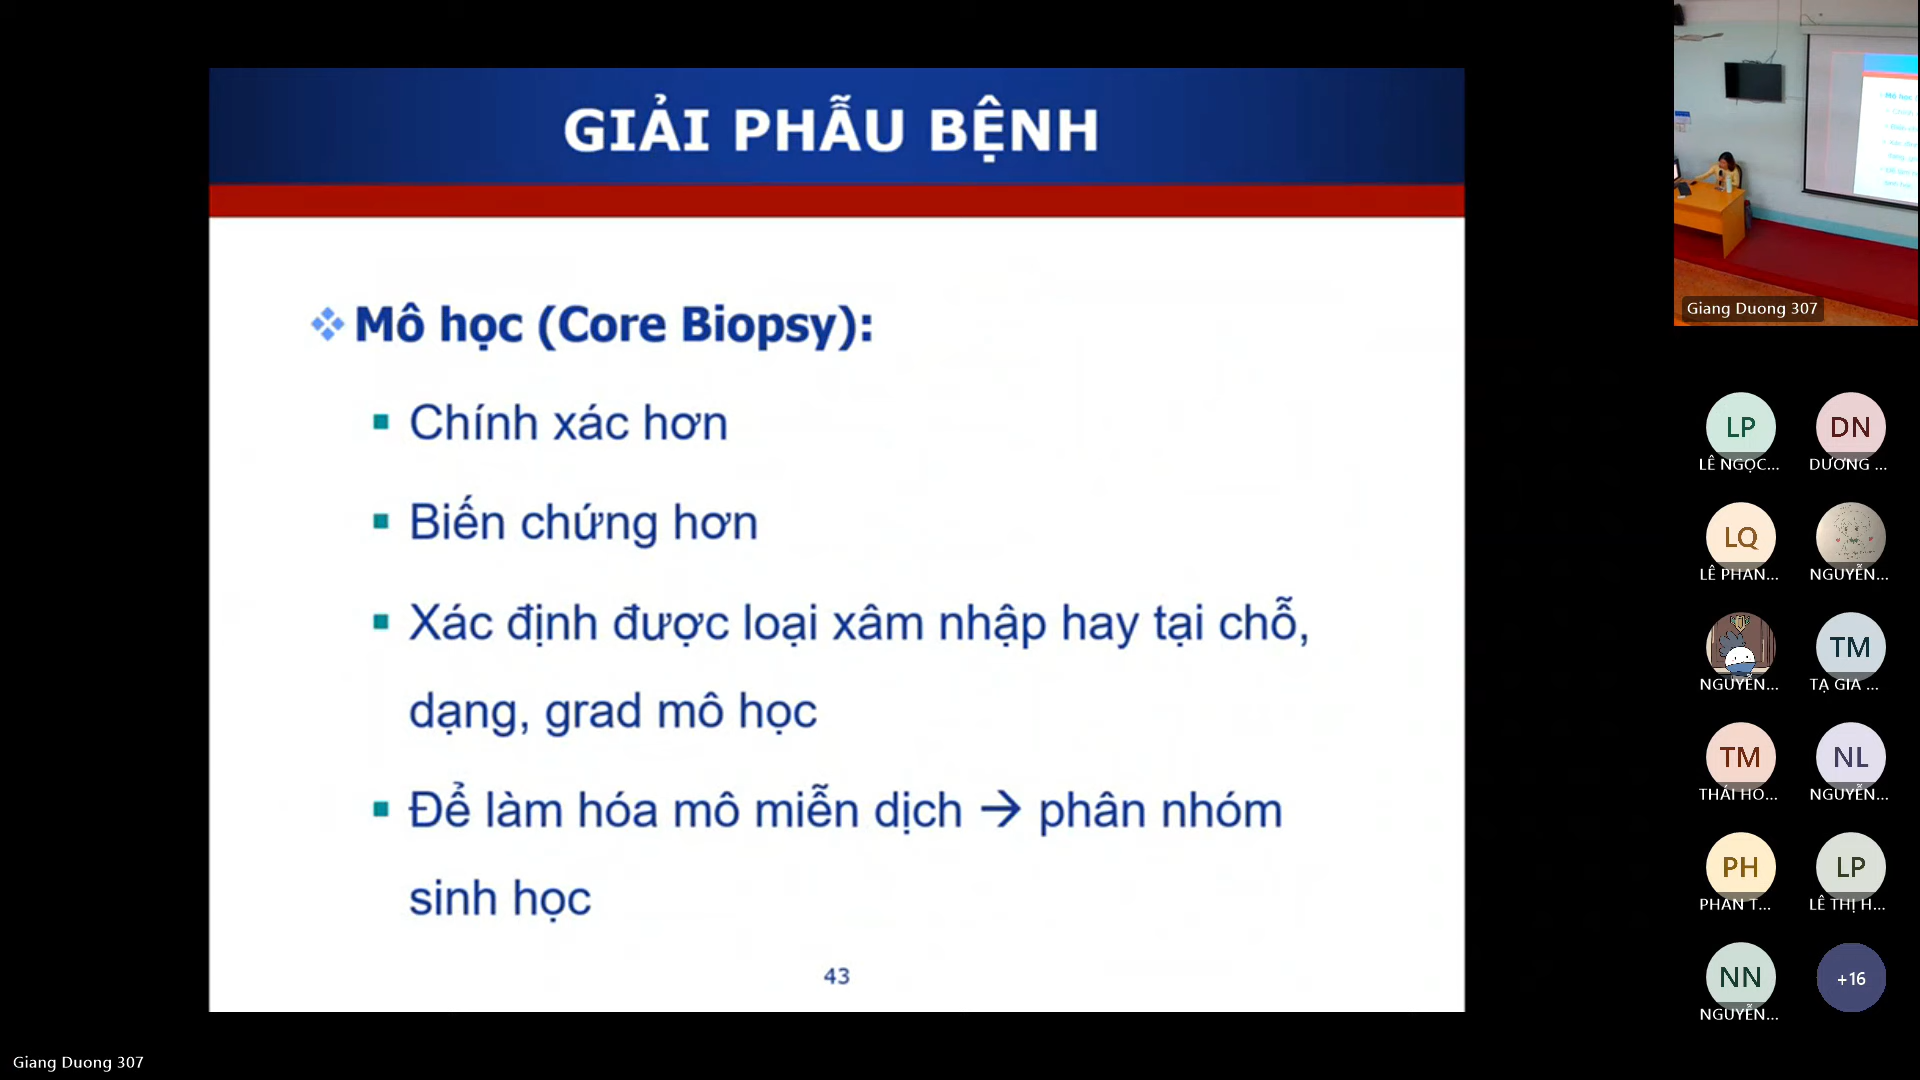 GIẢI PHẪU BỆNH
Mô học (Core Biopsy):
Chính xác hơn
Biến chứng hơn
Xác định được loại xâm nhập hay tại chỗ,
dạng, grad mô học
Để làm hóa mô miễn dịch → phân nhóm
sinh học
43
Giang Duong 307
LP
LÊ NGỌC...
DN
DƯƠNG ...
LQ
LÊ PHAN...
NGUYỄN...
NGUYỄN...
TM
TẠ GIA ...
TM
THÁI HO...
NL
NGUYỄN...
PH
PHAN T...
LP
LÊ THỊ H...
NN
NGUYỄN...
+16
Giang Duong 307